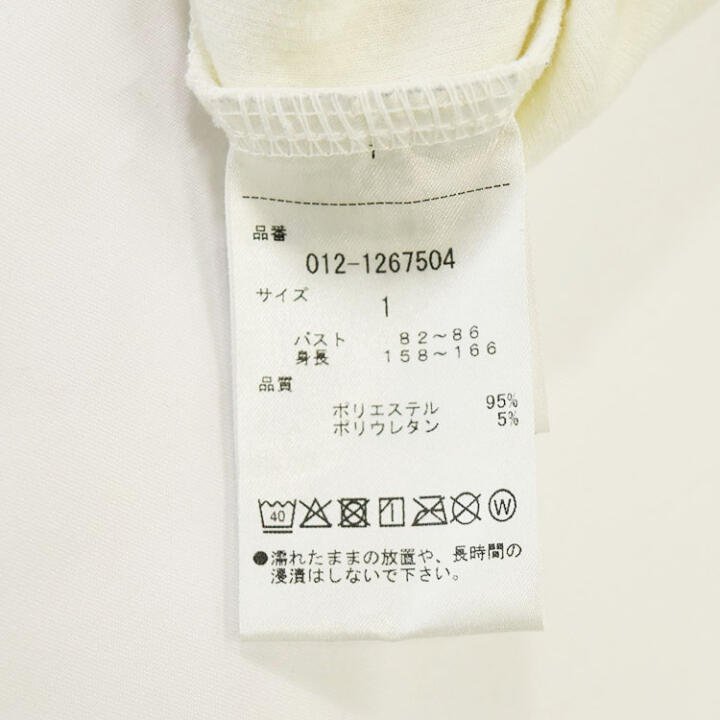 品番
012-1267504
サイズ
1
バスト 82～86
身長 158～166
品質
ポリエステル 95%
ポリウレタン 5%
40 W
●濡れたままの放置や、長時間の
浸漬はしないで下さい。